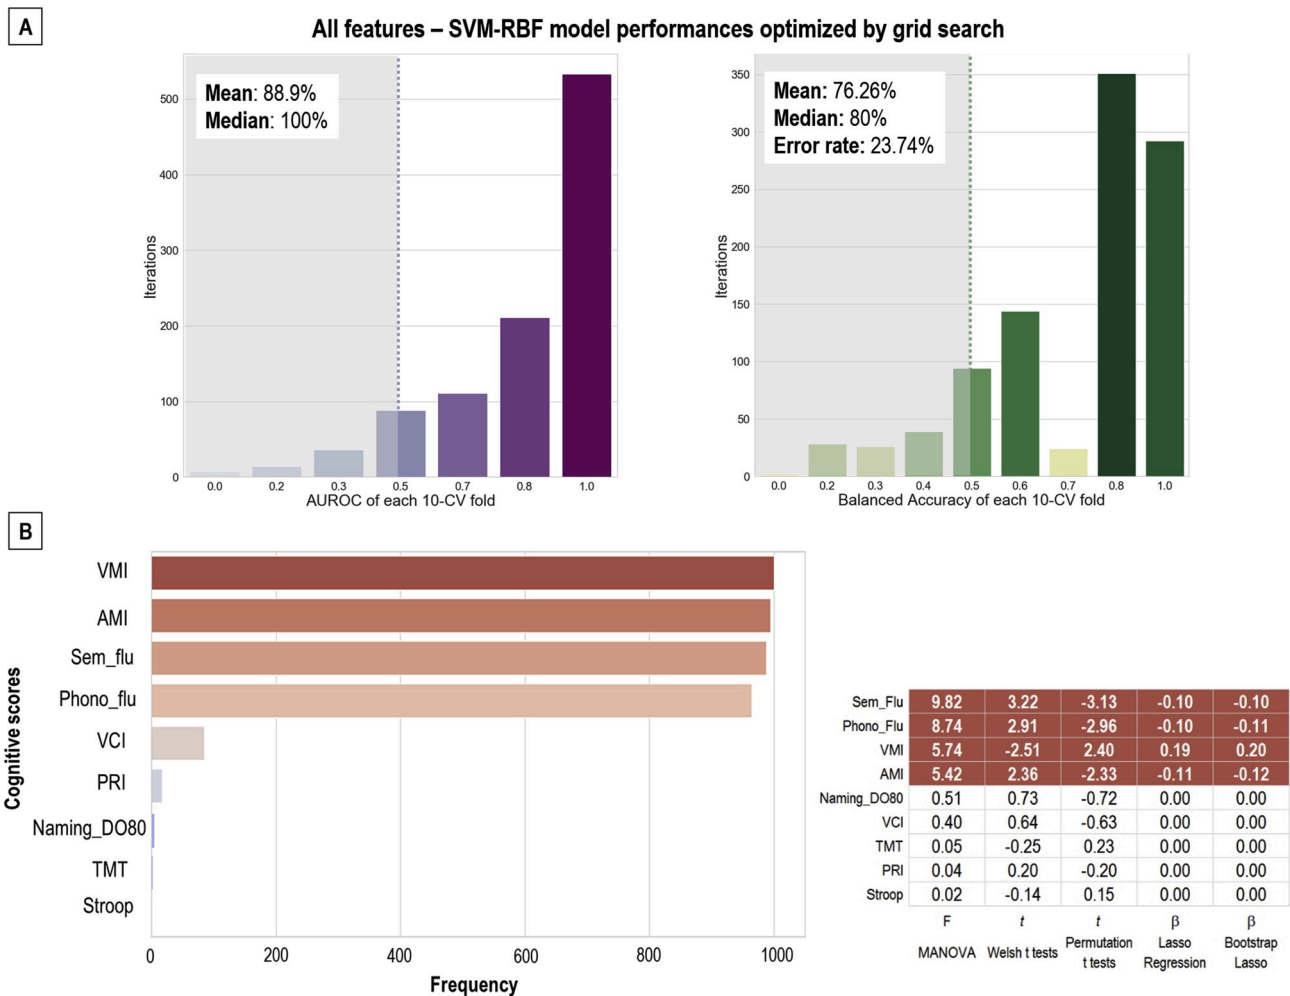 A
All features – SVM-RBF model performances optimized by grid search
Mean: 88.9%
Median: 100%
Iterations
500
400
300
200
100
0
0.0 0.2 0.3 0.5 0.7 0.8 1.0
AUROC of each 10-CV fold
Mean: 76.26%
Median: 80%
Error rate: 23.74%
Iterations
350
300
250
200
150
100
50
0
0.0 0.2 0.3 0.4 0.5 0.6 0.7 0.8 1.0
Balanced Accuracy of each 10-CV fold
B
Cognitive scores
VMI
AMI
Sem_flu
Phono_flu
VCI
PRI
Naming_DO80
TMT
Stroop
0 200 400 600 800 1000
Frequency
Sem_Flu 9.82 3.22 -3.13 -0.10 -0.10
Phono_Flu 8.74 2.91 -2.96 -0.10 -0.11
VMI 5.74 -2.51 2.40 0.19 0.20
AMI 5.42 2.36 -2.33 -0.11 -0.12
Naming_DO80 0.51 0.73 -0.72 0.00 0.00
VCI 0.40 0.64 -0.63 0.00 0.00
TMT 0.05 -0.25 0.23 0.00 0.00
PRI 0.04 0.20 -0.20 0.00 0.00
Stroop 0.02 -0.14 0.15 0.00 0.00
F t t β β
MANOVA Welsh t tests Permutation t tests Lasso Regression Bootstrap Lasso